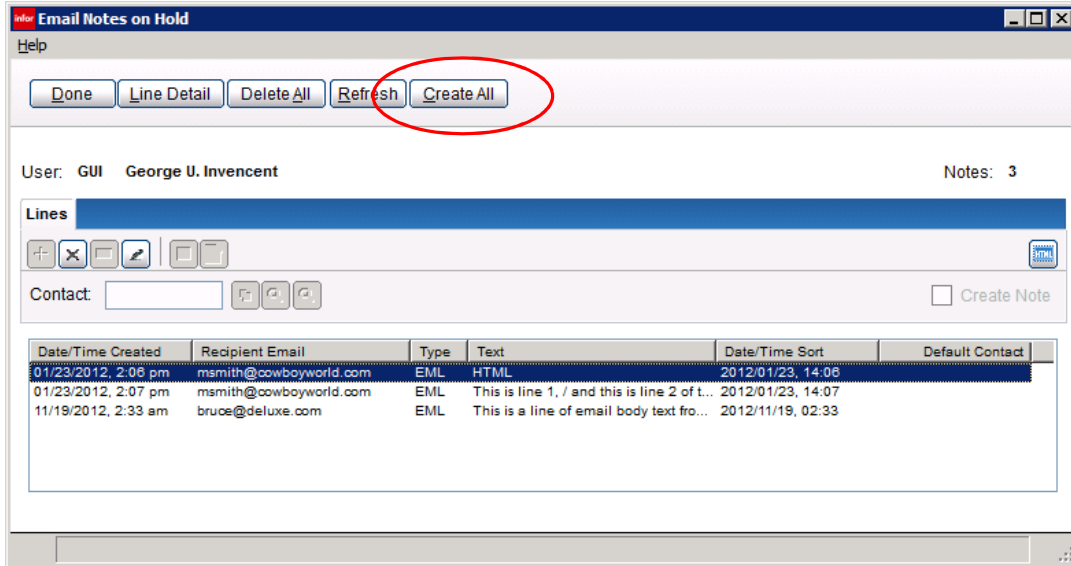 infor Email Notes on Hold
Help
Done Line Detail Delete All Refresh Create All
User: GUI George U. Invencent Notes: 3
Lines
HTML
Contact: Create Note
Date/Time Created Recipient Email Type Text Date/Time Sort Default Contact
01/23/2012, 2:06 pm msmith@cowboyworld.com EML HTML 2012/01/23, 14:06
01/23/2012, 2:07 pm msmith@cowboyworld.com EML This is line 1, / and this is line 2 of t... 2012/01/23, 14:07
11/19/2012, 2:33 am bruce@deluxe.com EML This is a line of email body text fro... 2012/11/19, 02:33